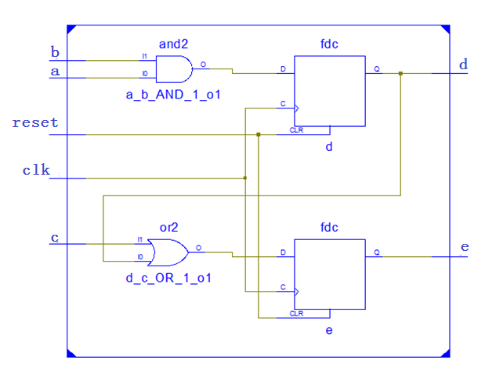 and2
fdc
b
I1
O
D
Q
d
a
I0
a_b_AND_1_o1
C
reset
CLR
d
clk
or2
fdc
c
I1
O
D
Q
e
I0
d_c_OR_1_o1
C
CLR
e